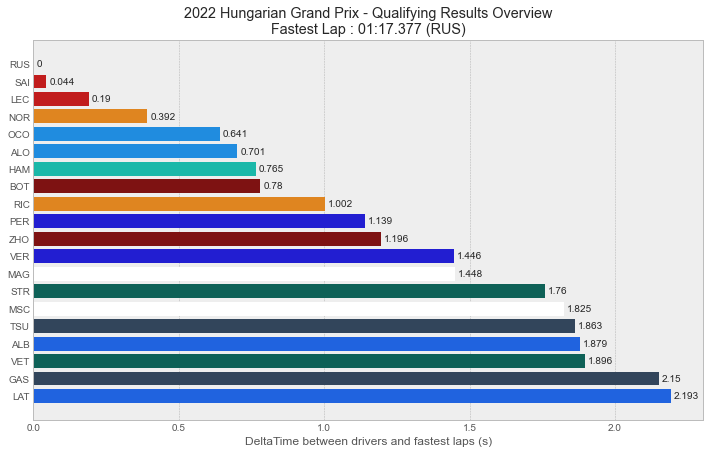 2022 Hungarian Grand Prix - Qualifying Results Overview
Fastest Lap : 01:17.377 (RUS)
RUS 0
SAI 0.044
LEC 0.19
NOR 0.392
OCO 0.641
ALO 0.701
HAM 0.765
BOT 0.78
RIC 1.002
PER 1.139
ZHO 1.196
VER 1.446
MAG 1.448
STR 1.76
MSC 1.825
TSU 1.863
ALB 1.879
VET 1.896
GAS 2.15
LAT 2.193
0.0 0.5 1.0 1.5 2.0
DeltaTime between drivers and fastest laps (s)